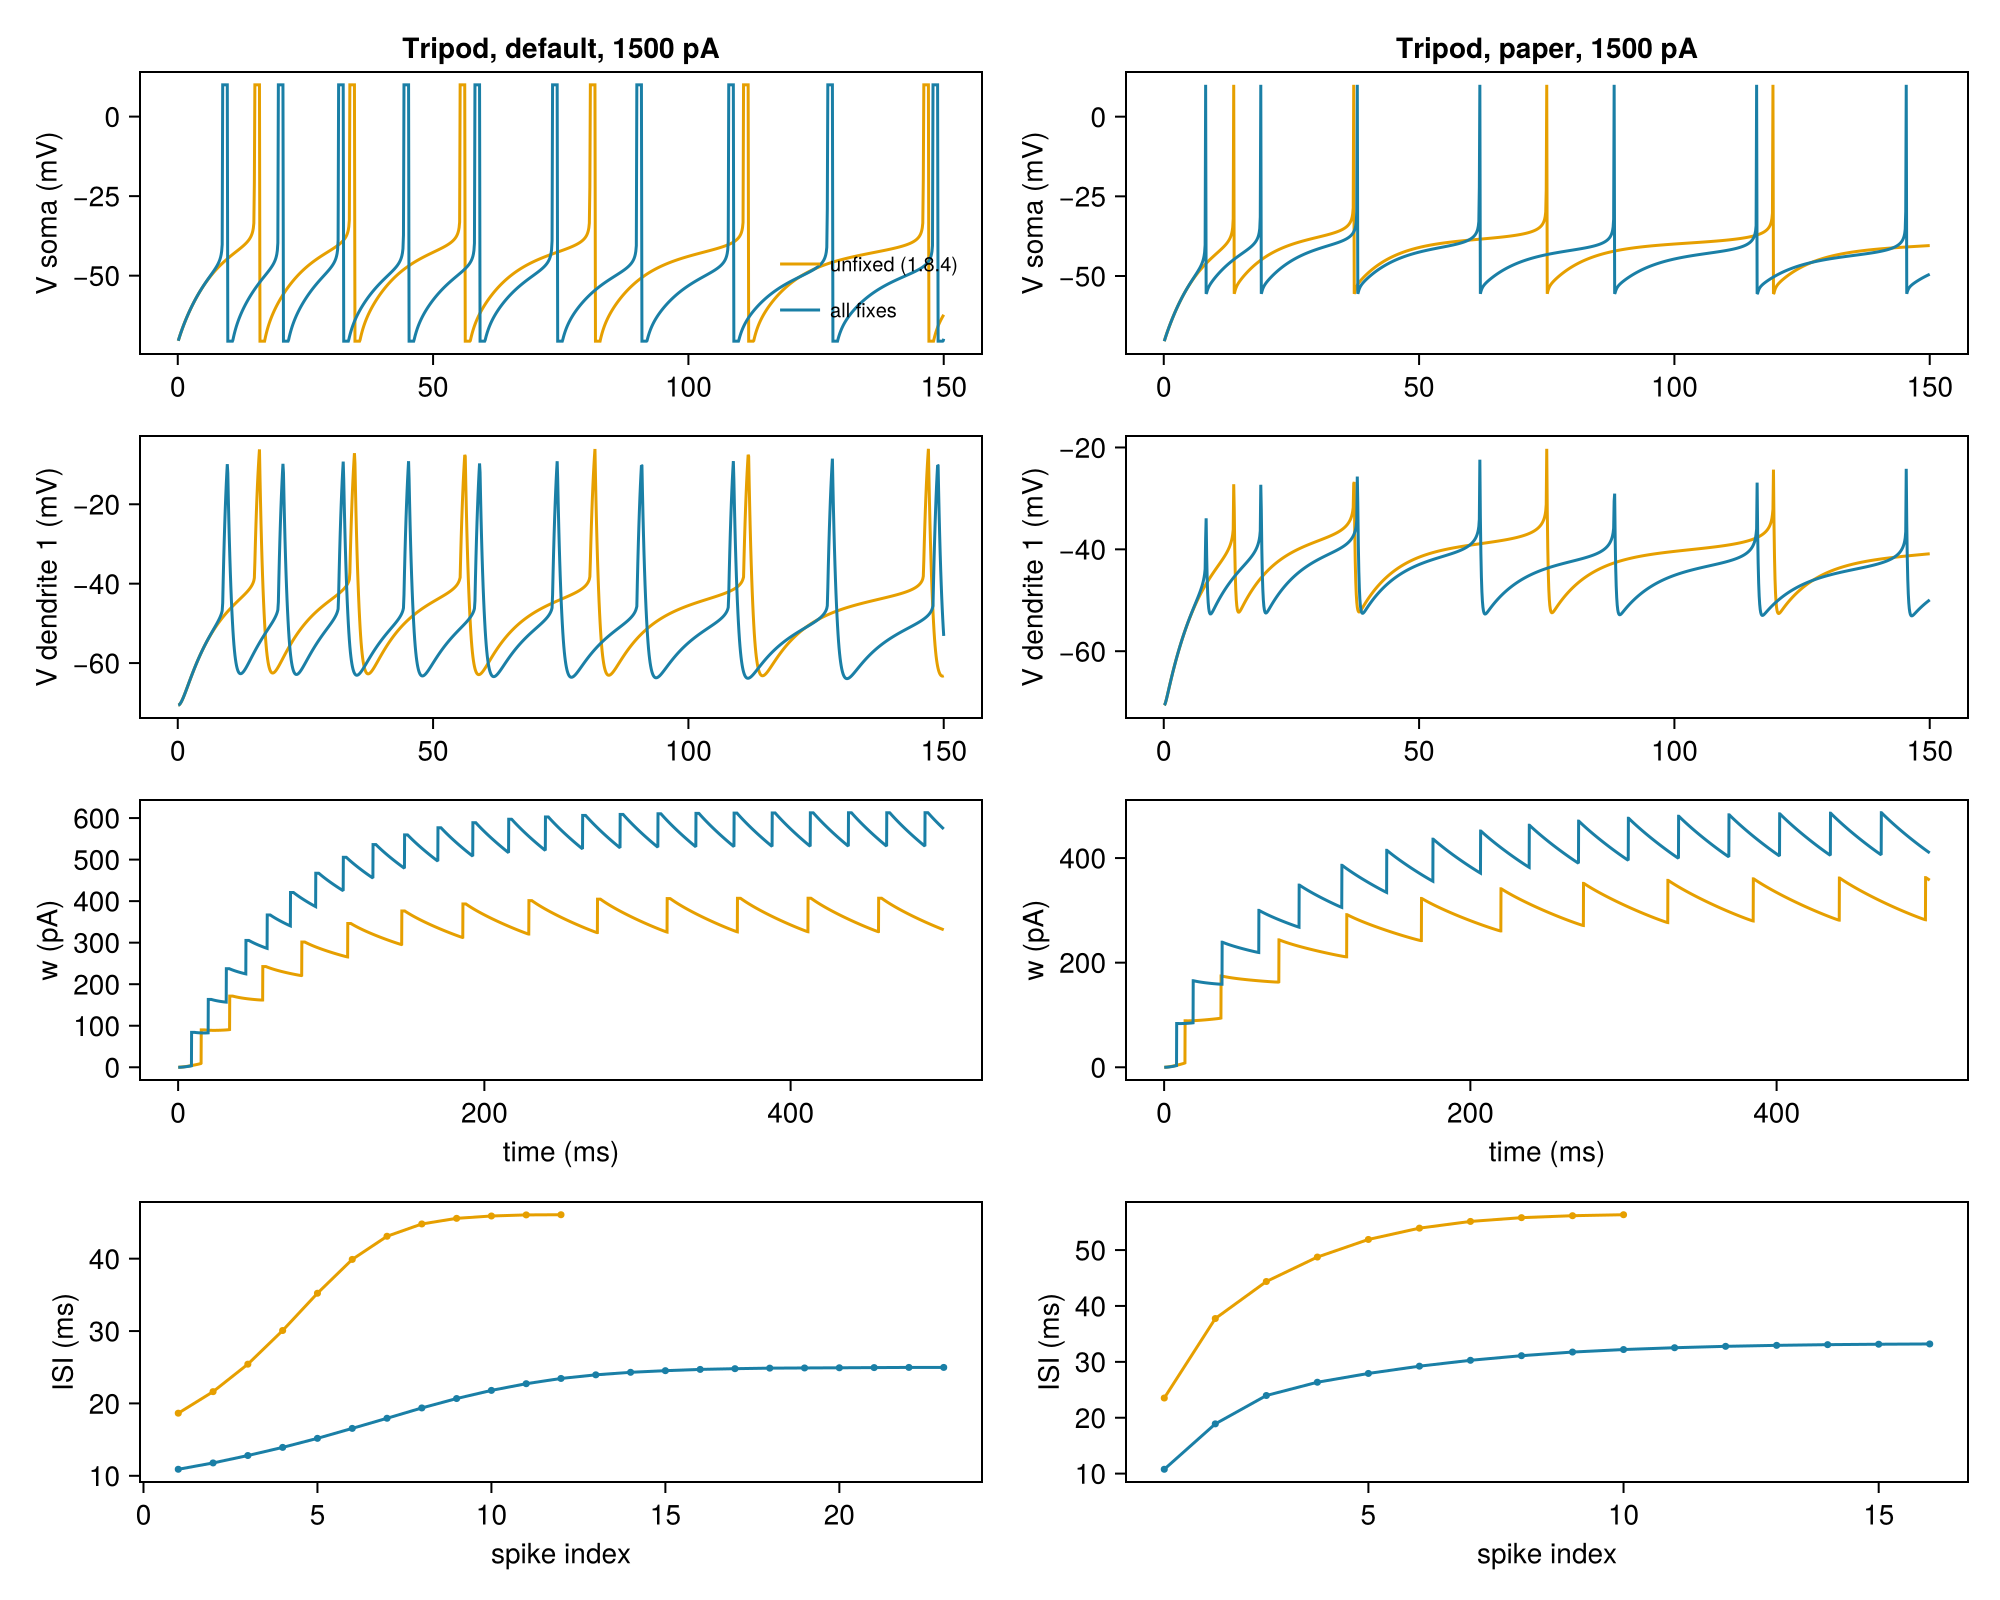 Tripod, default, 1500 pA
V soma (mV)
0
−25
−50
unfixed (1.8.4)
all fixes
0 50 100 150
Tripod, paper, 1500 pA
V soma (mV)
0
−25
−50
0 50 100 150
V dendrite 1 (mV)
−20
−40
−60
0 50 100 150
V dendrite 1 (mV)
−20
−40
−60
0 50 100 150
w (pA)
600
500
400
300
200
100
0
0 200 400
time (ms)
w (pA)
400
200
0
0 200 400
time (ms)
ISI (ms)
40
30
20
10
0 5 10 15 20
spike index
ISI (ms)
50
40
30
20
10
5 10 15
spike index